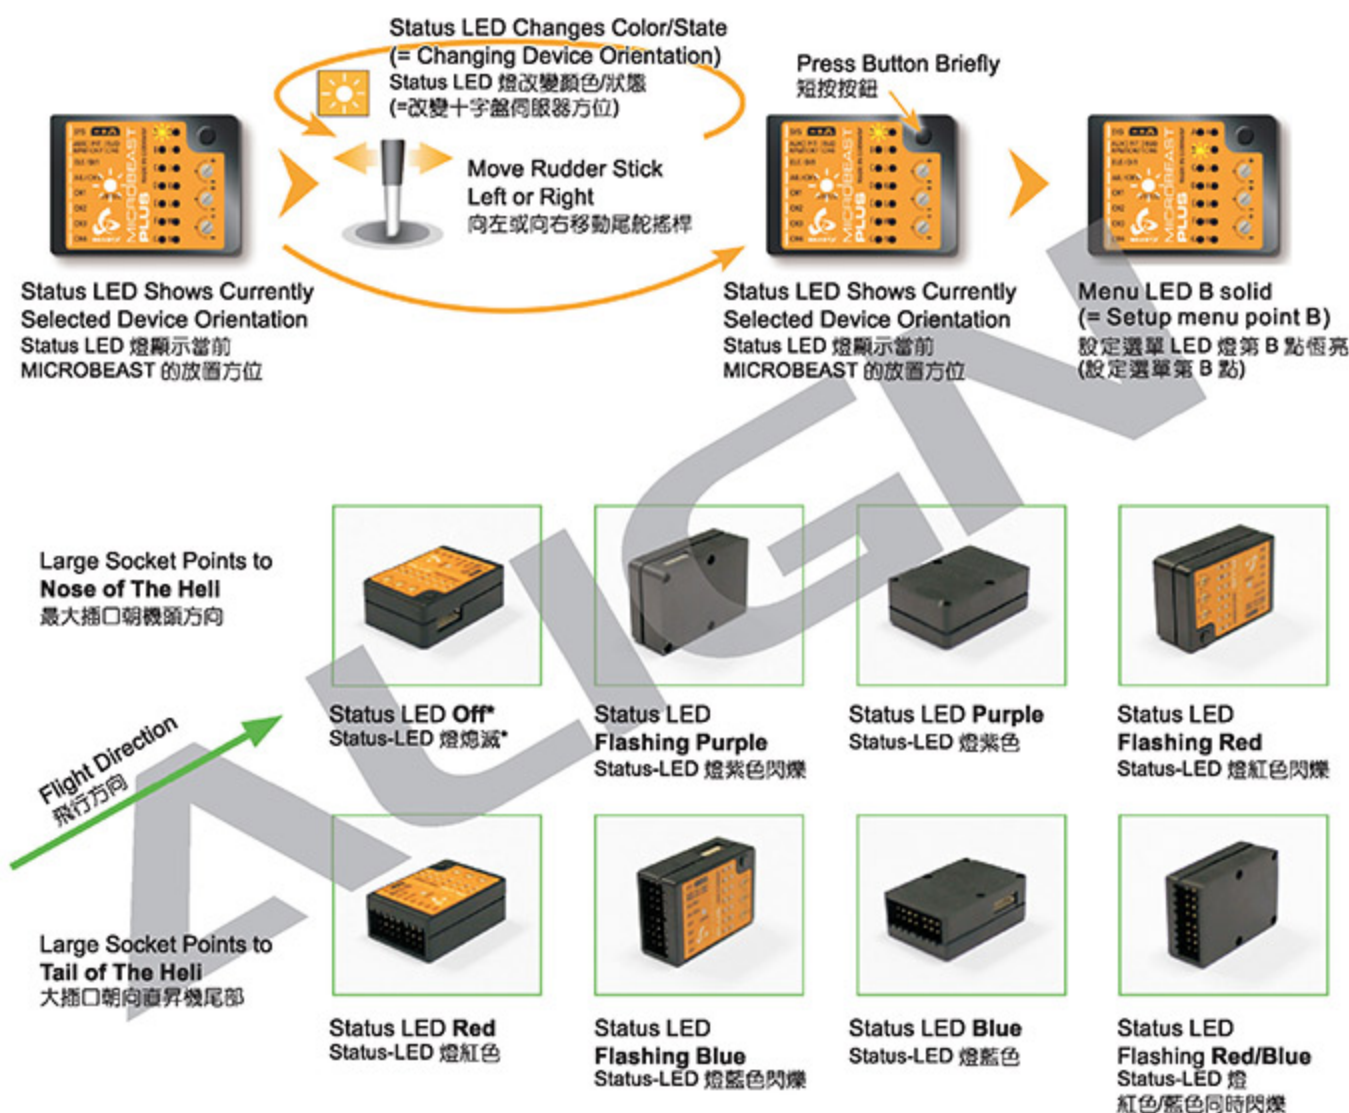 Status LED Changes Color/State
(= Changing Device Orientation)
Status LED 燈改變顏色/狀態
(=改變十字盤伺服器方位)
Move Rudder Stick
Left or Right
向左或向右移動尾舵搖桿
Press Button Briefly
短按按鈕
MICROBEAST
PLUS
MICROBEAST
PLUS
MICROBEAST
PLUS
Status LED Shows Currently
Selected Device Orientation
Status LED 燈顯示當前
MICROBEAST 的放置方位
Status LED Shows Currently
Selected Device Orientation
Status LED 燈顯示當前
MICROBEAST 的放置方位
Menu LED B solid
(= Setup menu point B)
設定選單 LED 燈第 B 點恆亮
(設定選單第 B 點)
ALIGN
Large Socket Points to
Nose of The Heli
最大插口朝機頭方向
Status LED Off*
Status-LED 燈熄滅*
Status LED
Flashing Purple
Status-LED 燈紫色閃爍
Status LED Purple
Status-LED 燈紫色
Status LED
Flashing Red
Status-LED 燈紅色閃爍
Flight Direction
飛行方向
Large Socket Points to
Tail of The Heli
大插口朝向直昇機尾部
Status LED Red
Status-LED 燈紅色
Status LED
Flashing Blue
Status-LED 燈藍色閃爍
Status LED Blue
Status-LED 燈藍色
Status LED
Flashing Red/Blue
Status-LED 燈
紅色/藍色同時閃爍